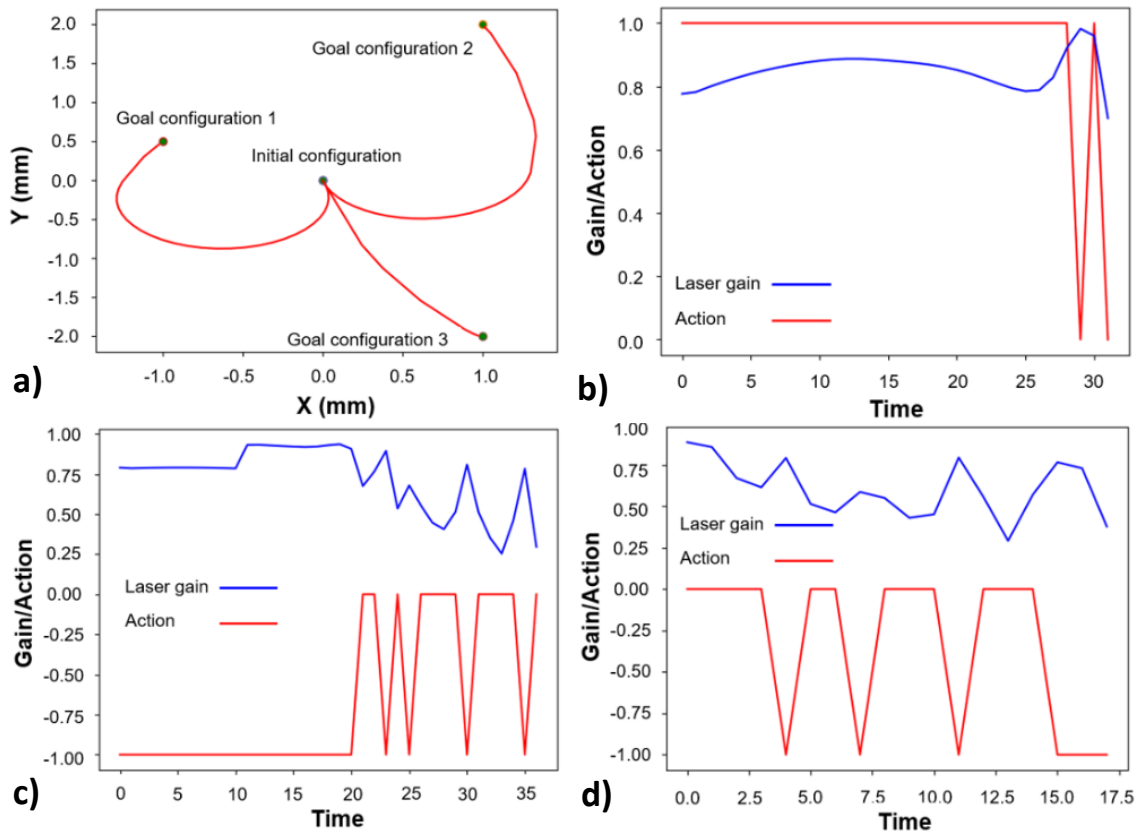 2.0
1.5
1.0
0.5
0.0
-0.5
-1.0
-1.5
-2.0
Y (mm)
Goal configuration 2
Goal configuration 1
Initial configuration
Goal configuration 3
-1.0 -0.5 0.0 0.5 1.0
X (mm)
a)
1.0
0.8
0.6
0.4
0.2
0.0
Gain/Action
Laser gain
Action
0 5 10 15 20 25 30
Time
b)
1.00
0.75
0.50
0.25
0.00
-0.25
-0.50
-0.75
-1.00
Gain/Action
Laser gain
Action
0 5 10 15 20 25 30 35
Time
c)
1.00
0.75
0.50
0.25
0.00
-0.25
-0.50
-0.75
-1.00
Gain/Action
Laser gain
Action
0.0 2.5 5.0 7.5 10.0 12.5 15.0 17.5
Time
d)